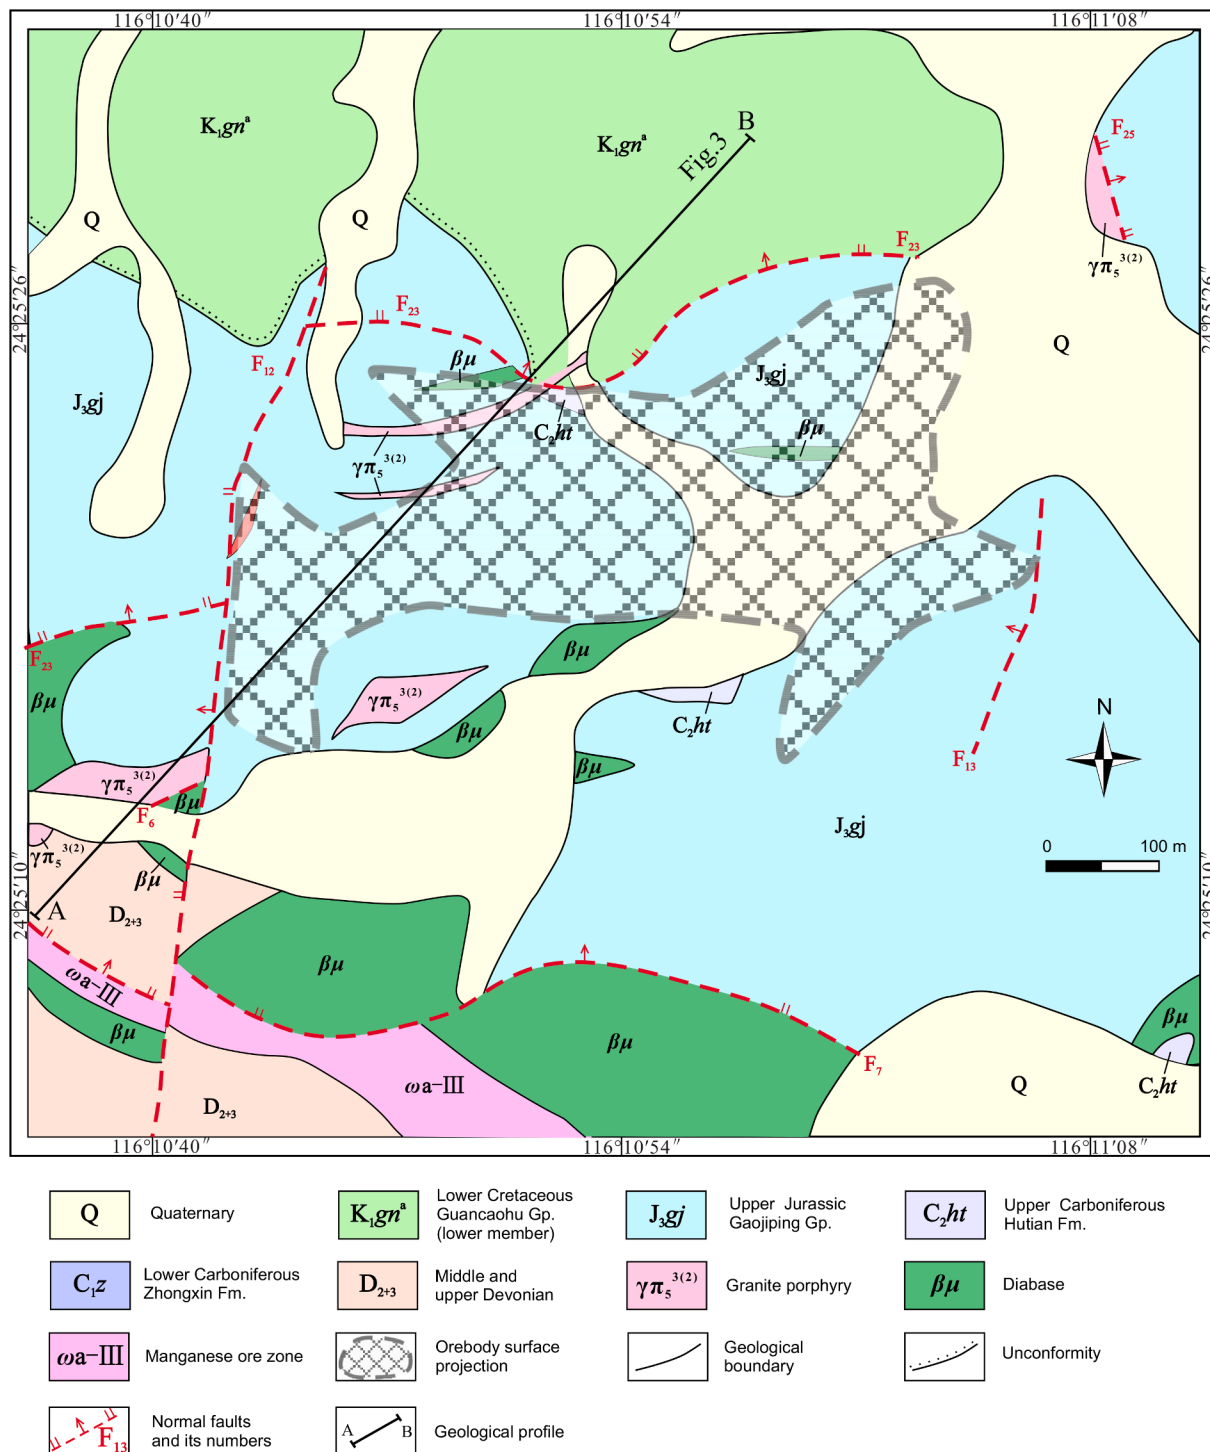 116°10′40″ 116°10′54″ 116°11′08″
F₂₅
K₁gnᵃ
B
K₁gnᵃ
Fig.3
Q
Q
F₂₃
γπ₅³⁽²⁾
24°25′26″
24°25′26″
F₂₃
Q
F₁₂
βμ
J₃gj
J₃gj
C₂ht
βμ
γπ₅³⁽²⁾
F₂₃
βμ
βμ
γπ₅³⁽²⁾
C₂ht
N
βμ
F₁₃
βμ
γπ₅³⁽²⁾
βμ
F₆
J₃gj
0 100 m
γπ₅³⁽²⁾
βμ
24°25′10″
24°25′10″
A
D₂₊₃
βμ
ωa−III
βμ
βμ
βμ
F₇
ωa−III
Q
C₂ht
D₂₊₃
116°10′40″ 116°10′54″ 116°11′08″
Q Quaternary
K₁gnᵃ Lower Cretaceous
Guancaohu Gp.
(lower member)
J₃gj Upper Jurassic
Gaojiping Gp.
C₂ht Upper Carboniferous
Hutian Fm.
C₁z Lower Carboniferous
Zhongxin Fm.
D₂₊₃ Middle and
upper Devonian
γπ₅³⁽²⁾ Granite porphyry
βμ Diabase
ωa−III Manganese ore zone
Orebody surface
projection
Geological
boundary
Unconformity
F₁₃ Normal faults
and its numbers
A B Geological profile